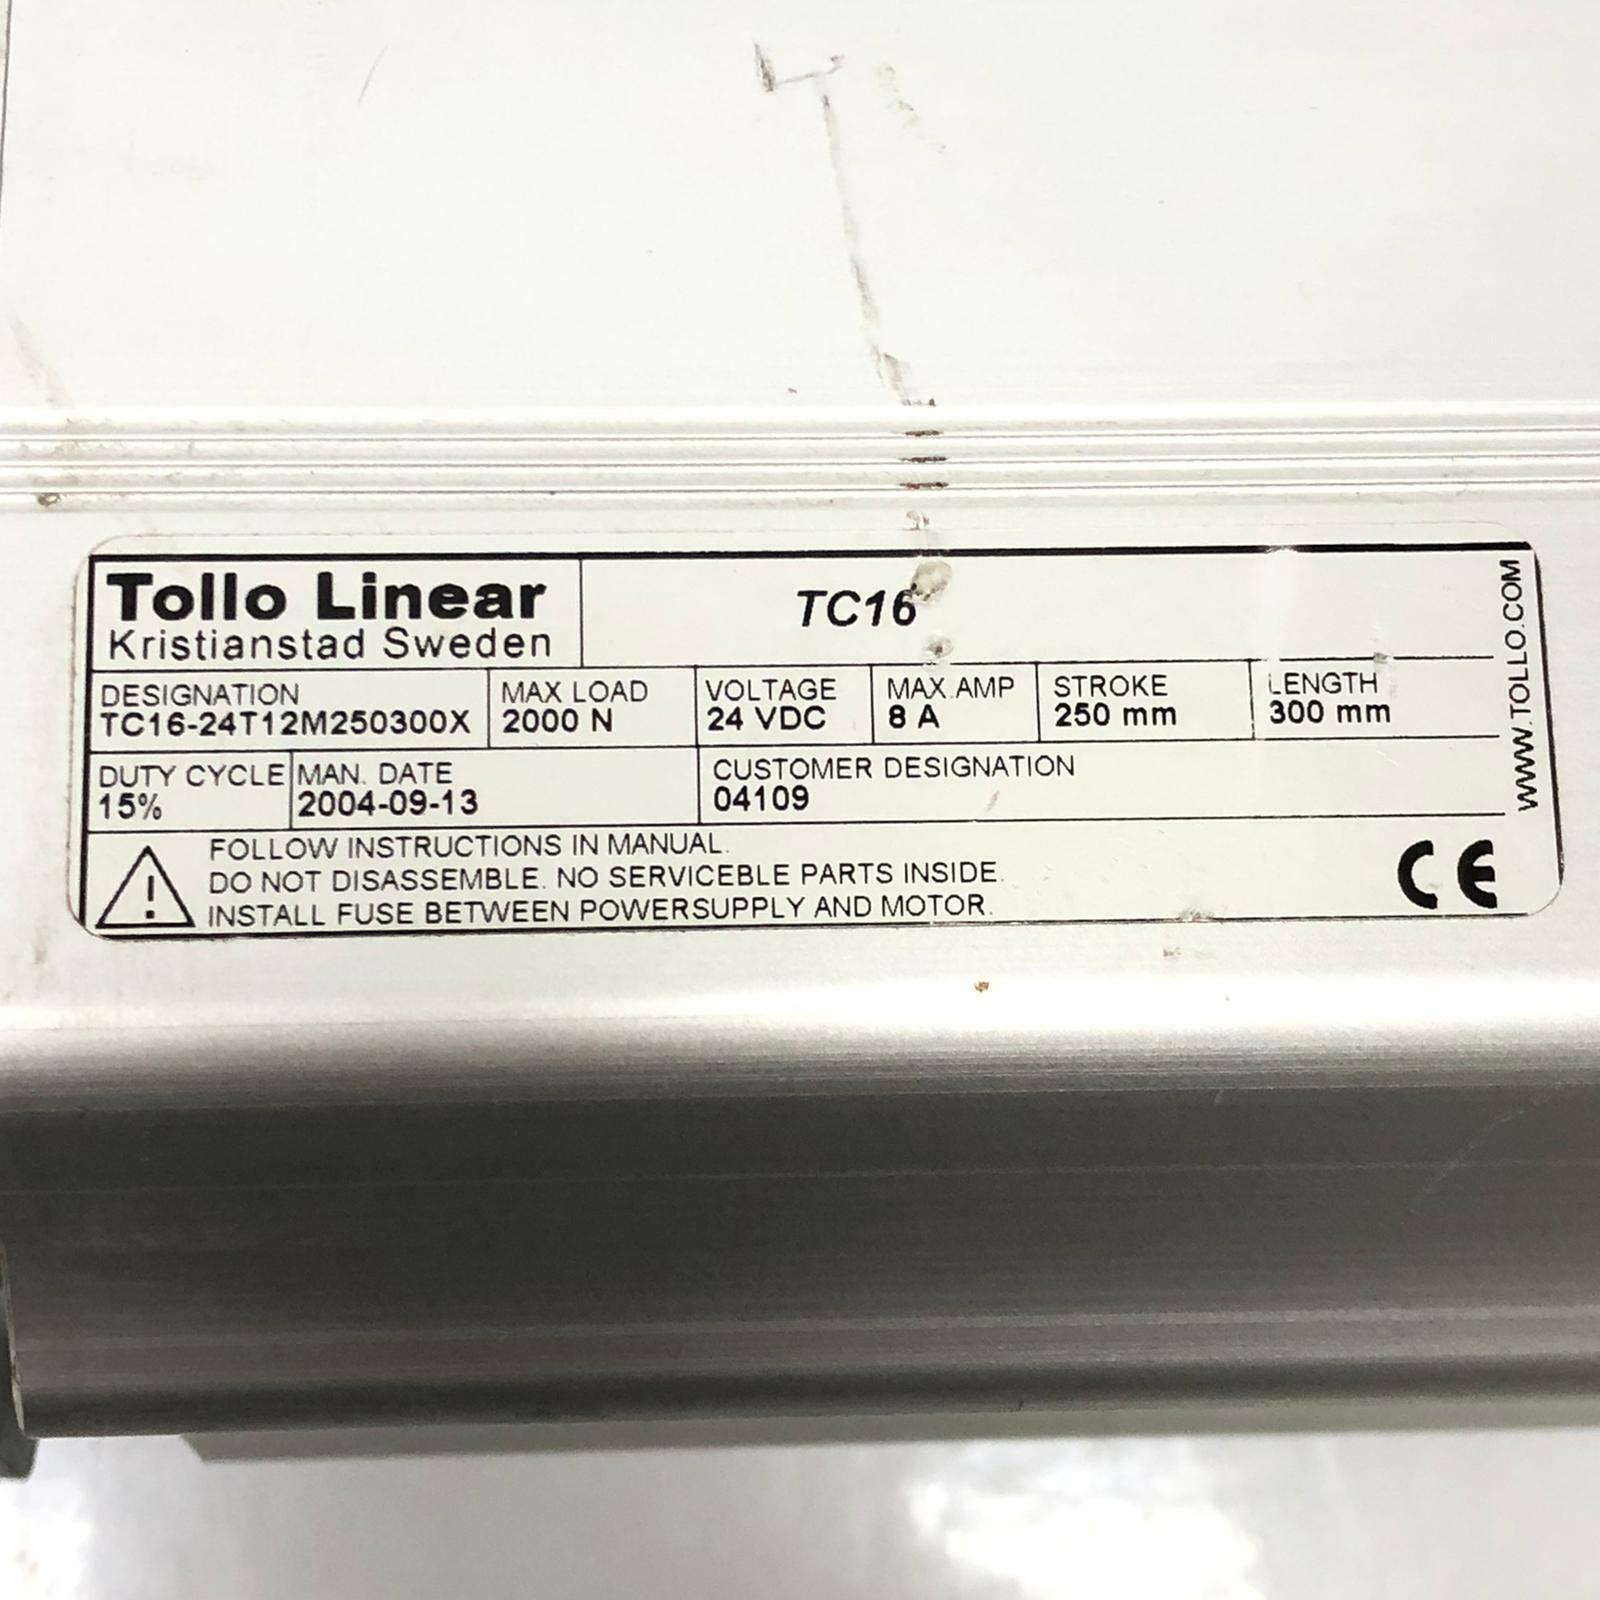 Tollo Linear
Kristianstad Sweden
TC16
DESIGNATION
TC16-24T12M250300X
MAX LOAD
2000 N
VOLTAGE
24 VDC
MAX.AMP
8 A
STROKE
250 mm
LENGTH
300 mm
DUTY CYCLE
15%
MAN. DATE
2004-09-13
CUSTOMER DESIGNATION
04109
FOLLOW INSTRUCTIONS IN MANUAL.
DO NOT DISASSEMBLE. NO SERVICEBLE PARTS INSIDE.
INSTALL FUSE BETWEEN POWERSUPPLY AND MOTOR.
CE
WWW.TOLLO.COM